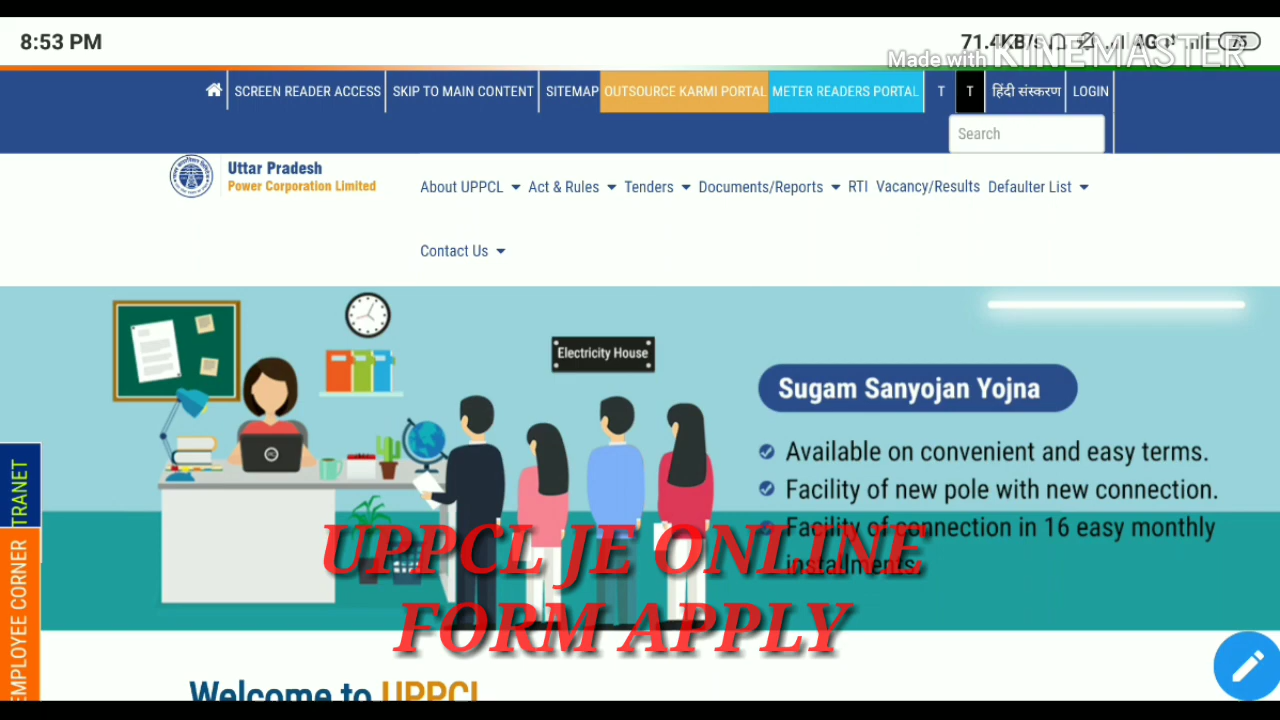 8:53 PM
71.4KB/s 4G 75
Made with KINEMASTER
SCREEN READER ACCESS SKIP TO MAIN CONTENT SITEMAP OUTSOURCE KARMI PORTAL METER READERS PORTAL T T हिंदी संस्करण LOGIN
Search
Uttar Pradesh
Power Corporation Limited
About UPPCL Act & Rules Tenders Documents/Reports RTI Vacancy/Results Defaulter List
Contact Us
Electricity House
Sugam Sanyojan Yojna
Available on convenient and easy terms.
Facility of new pole with new connection.
Facility of connection in 16 easy monthly
installments.
TRANET
EMPLOYEE CORNER
UPPCL JE ONLINE
FORM APPLY
Welcome to UPPCL